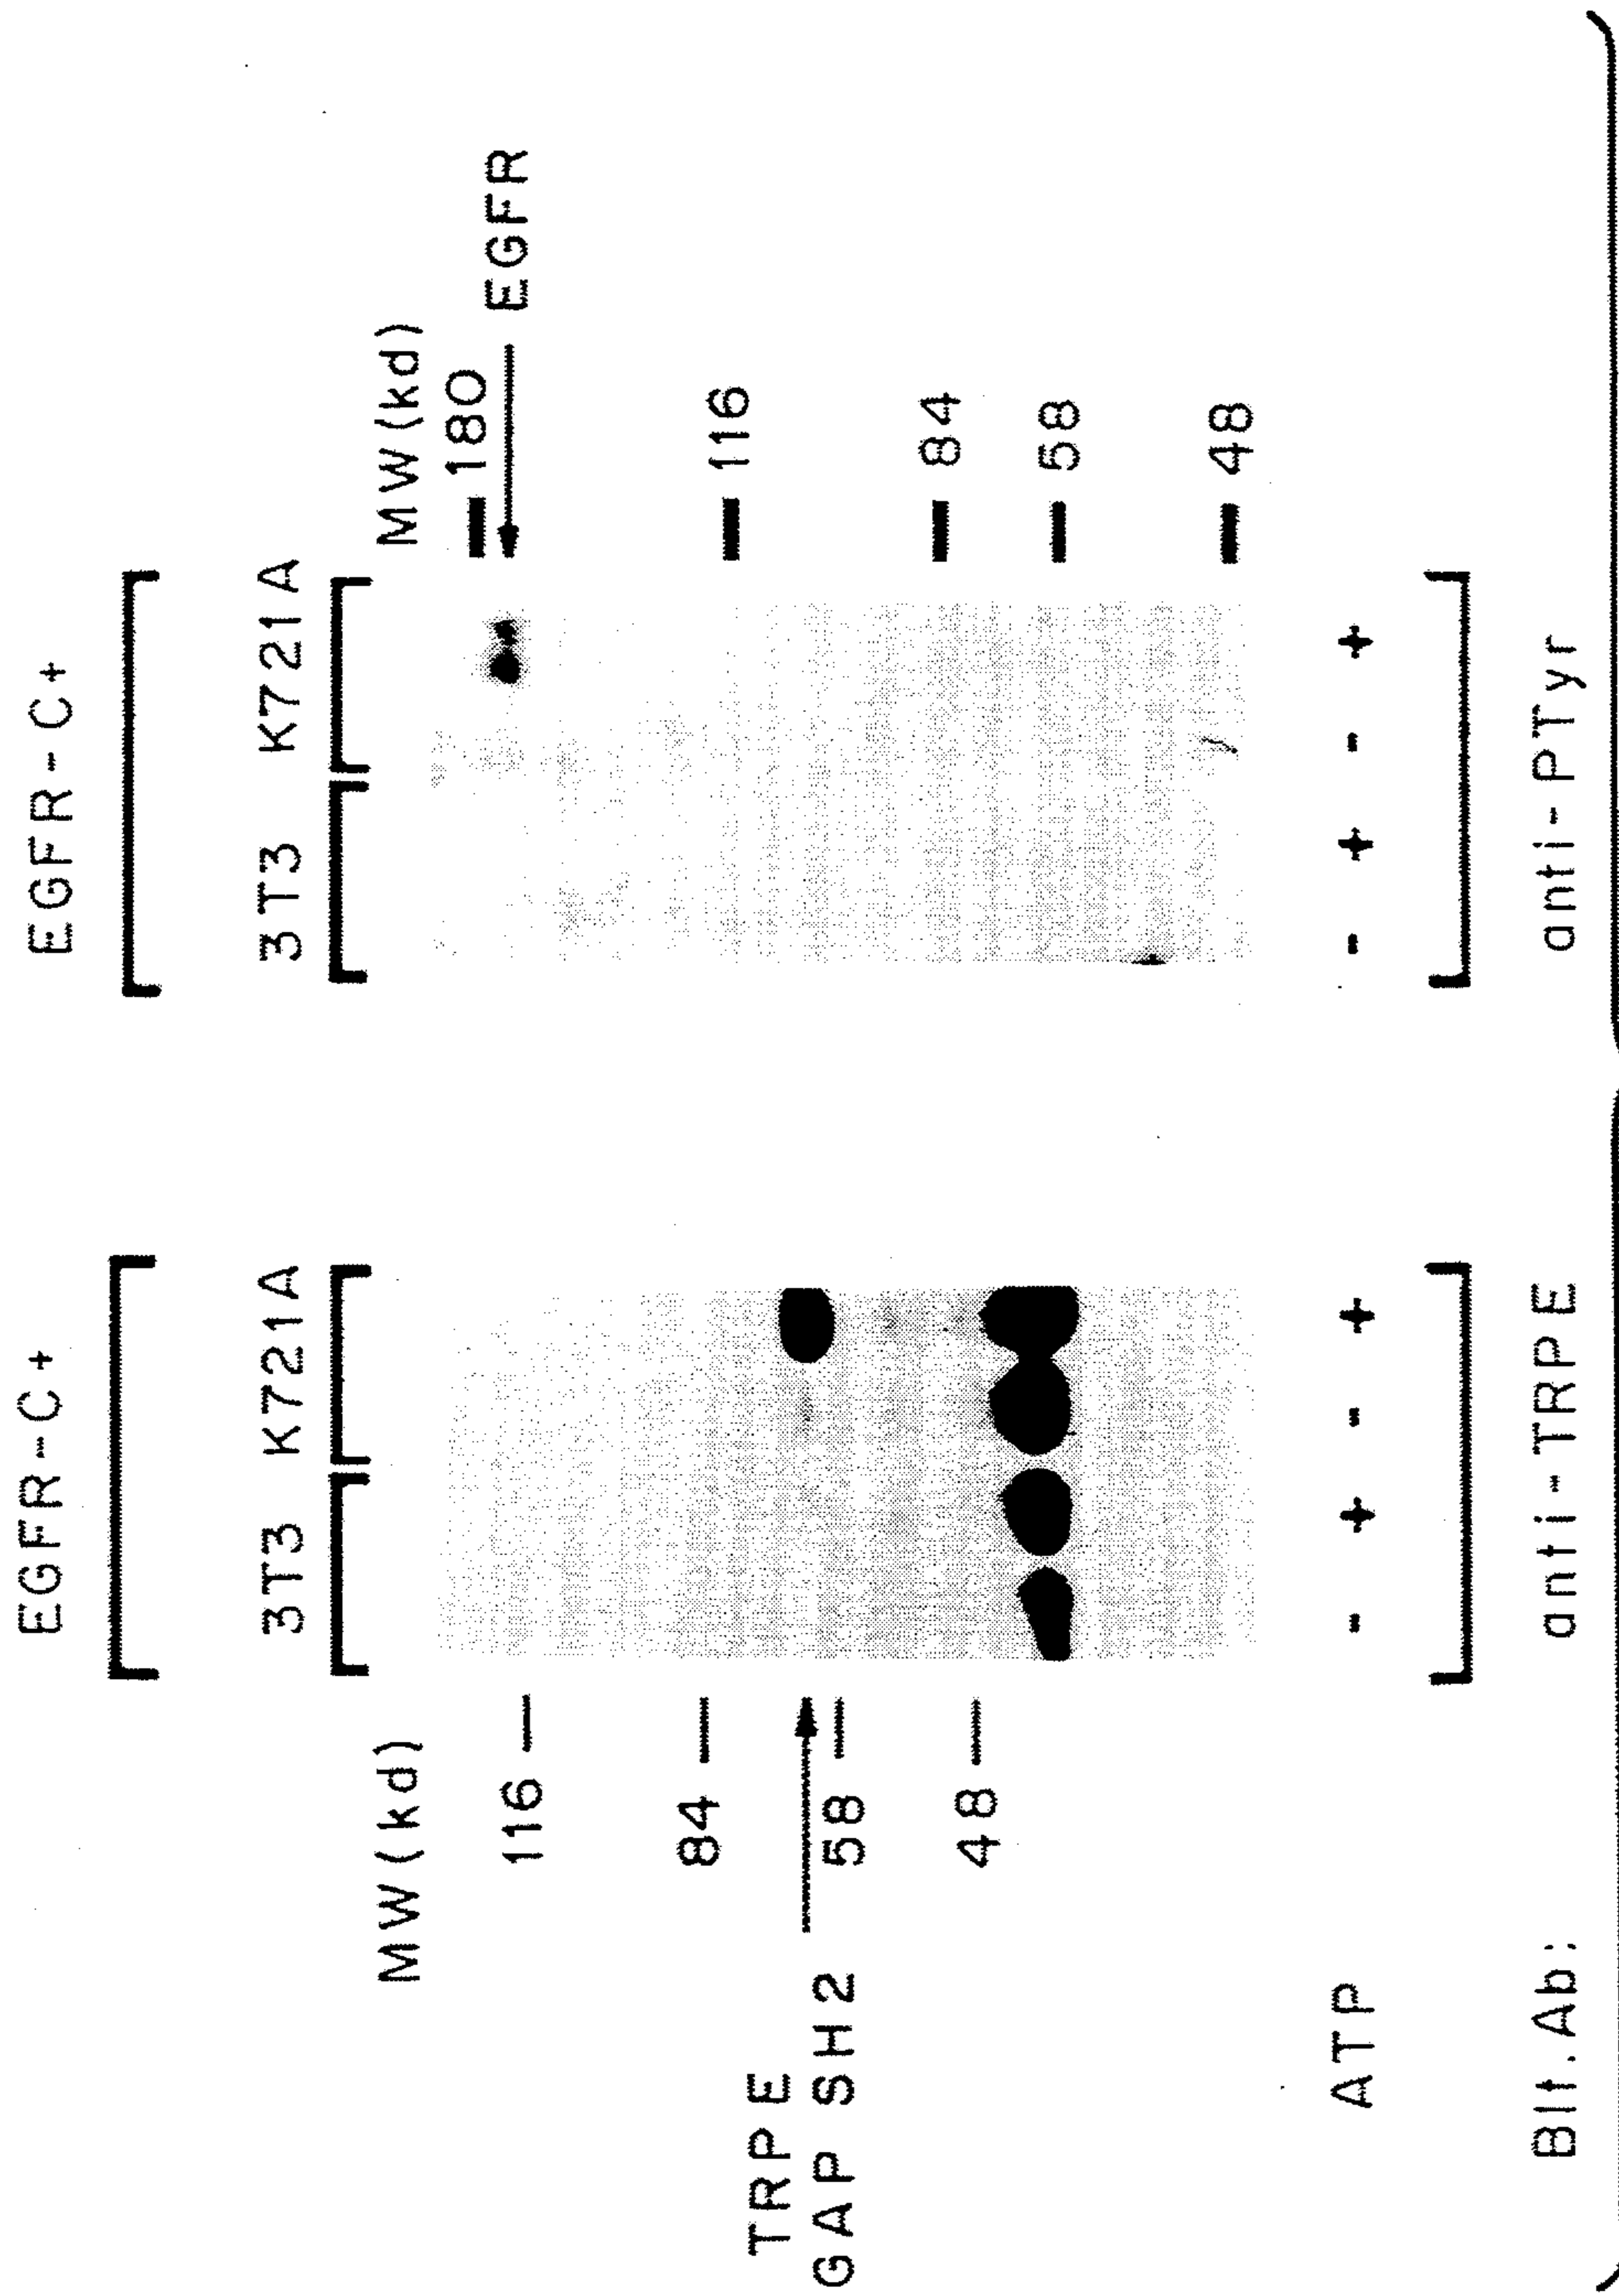 EGFR-C+ EGFR-C+
3T3 K721A 3T3 K721A
MW(kd) MW(kd)
116 180
84 EGFR
TRPE 116
GAP SH2 84
58 58
48 48
ATP - + - + - + - +
Blt.Ab: anti-TRPE anti-PTyr